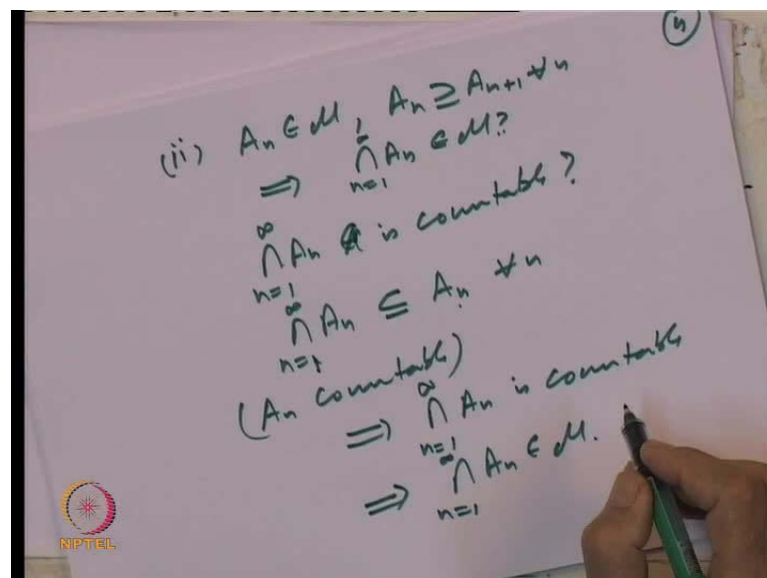 (n)
(ii) Aₙ ∈ ℳ, Aₙ ⊇ Aₙ₊₁ ∀ n
⇒ ⋂ₙ₌₁^∞ Aₙ ∈ ℳ?
⋂ₙ₌₁^∞ Aₙ is countable?
⋂ₙ₌₁^∞ Aₙ ⊆ Aₙ ∀ n
(Aₙ countable)
⇒ ⋂ₙ₌₁^∞ Aₙ is countable
⇒ ⋂ₙ₌₁^∞ Aₙ ∈ ℳ.
NPTEL